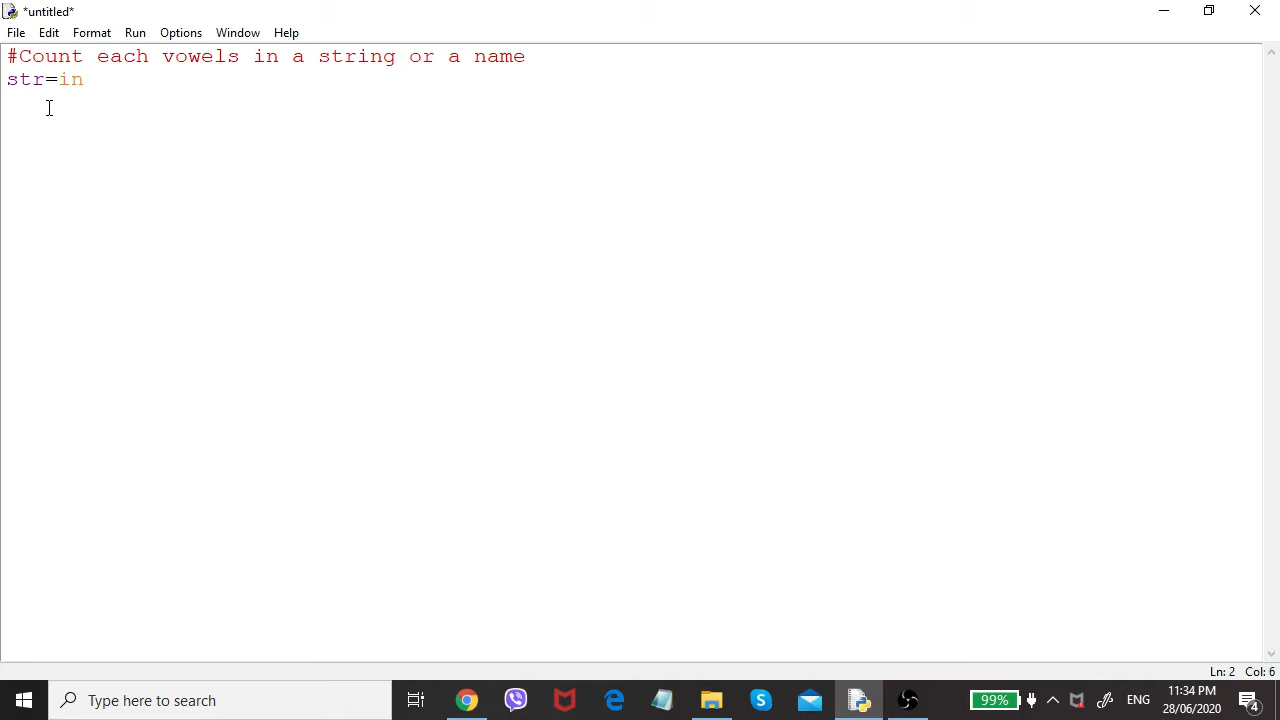 *untitled*
File Edit Format Run Options Window Help
#Count each vowels in a string or a name
str=in
Ln: 2 Col: 6
Type here to search
99%
ENG
11:34 PM
28/06/2020
4